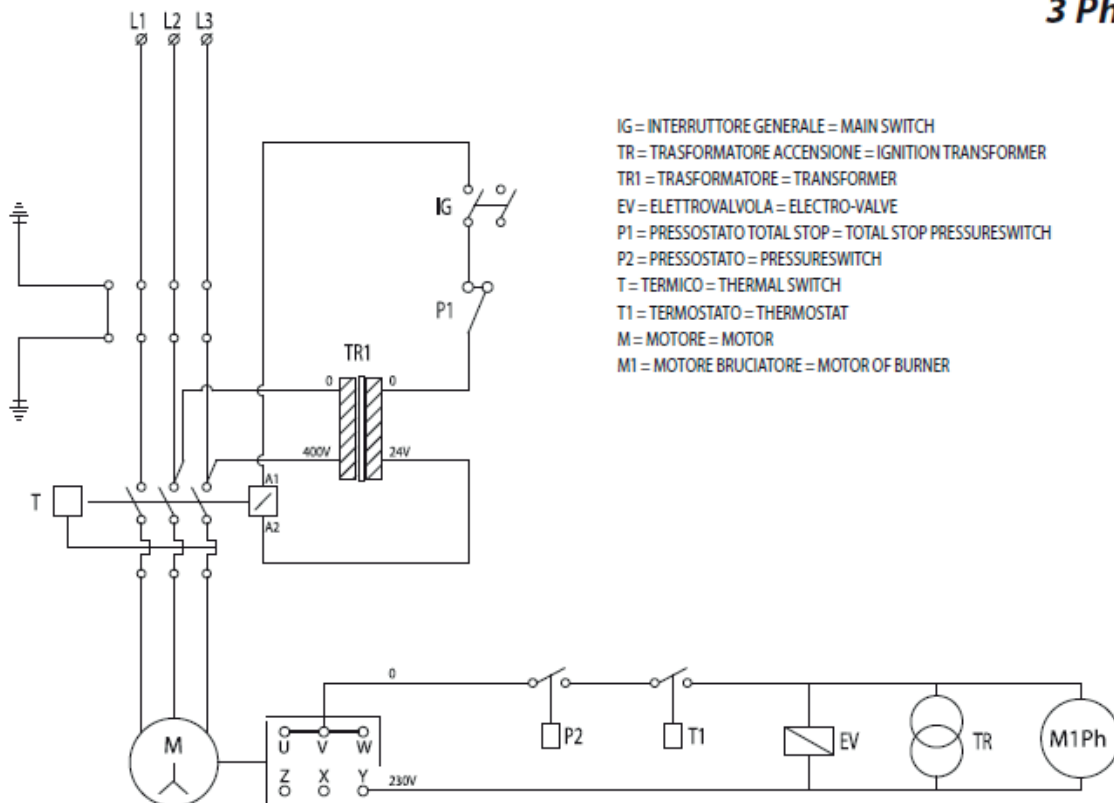 3 Ph
L1 L2 L3
IG = INTERRUTTORE GENERALE = MAIN SWITCH
TR = TRASFORMATORE ACCENSIONE = IGNITION TRANSFORMER
TR1 = TRASFORMATORE = TRANSFORMER
EV = ELETTROVALVOLA = ELECTRO-VALVE
P1 = PRESSOSTATO TOTAL STOP = TOTAL STOP PRESSURESWITCH
P2 = PRESSOSTATO = PRESSURESWITCH
T = TERMICO = THERMAL SWITCH
T1 = TERMOSTATO = THERMOSTAT
M = MOTORE = MOTOR
M1 = MOTORE BRUCIATORE = MOTOR OF BURNER
IG
P1
TR1
0 0
400V 24V
A1
T
A2
0
P2 T1 EV TR M1Ph
M
U V W
Z X Y 230V